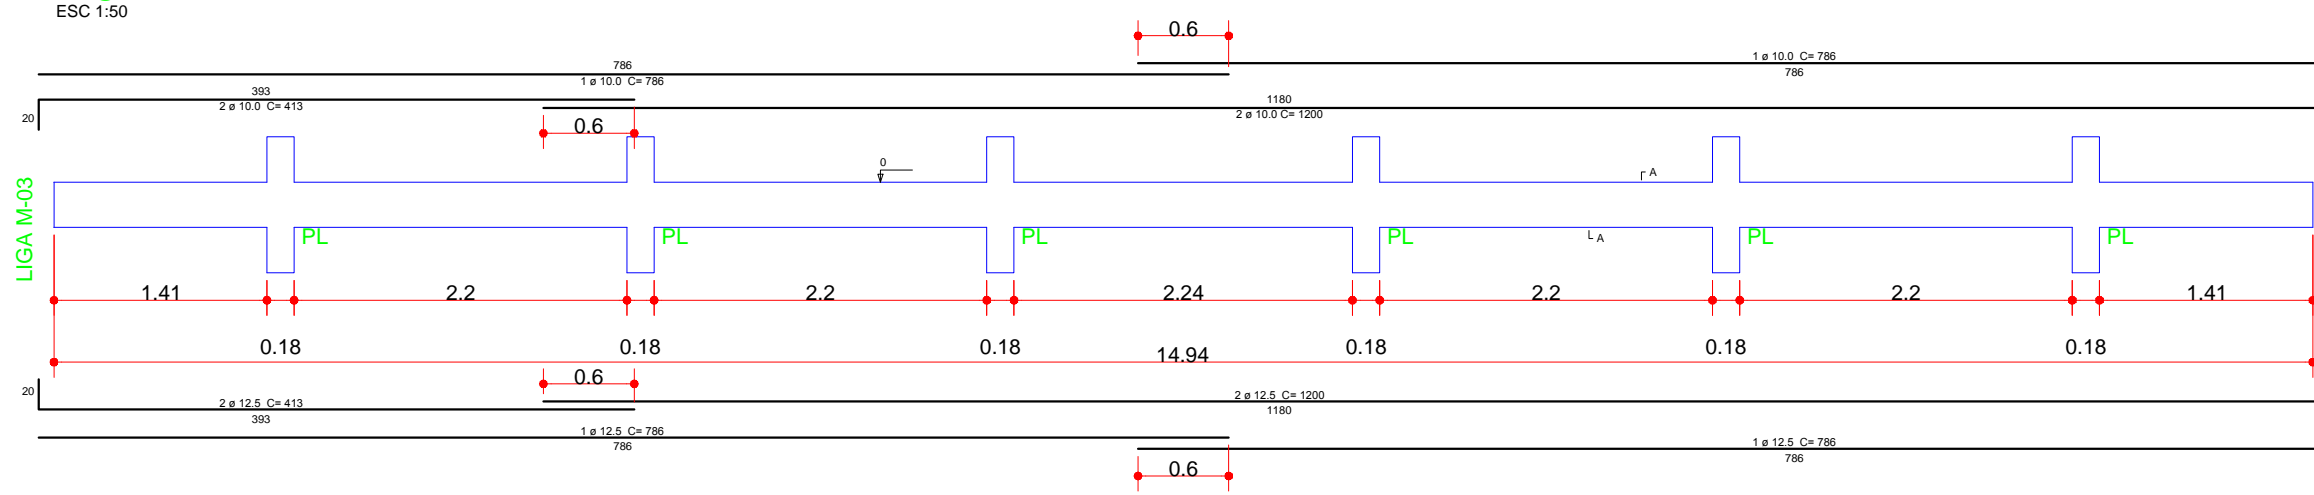 ESC 1:50
0.6
786
1 ø 10.0 C= 786
1 ø 10.0 C= 786
786
393
2 ø 10.0 C= 413
20
1180
2 ø 10.0 C= 1200
0.6
0
A
LIGA M-03
PL
PL
PL
PL
PL
PL
A
1.41
2.2
2.2
2.24
2.2
2.2
1.41
0.18
0.18
0.18
0.18
0.18
0.18
14.94
0.6
20
2 ø 12.5 C= 413
393
2 ø 12.5 C= 1200
1180
1 ø 12.5 C= 786
786
1 ø 12.5 C= 786
786
0.6